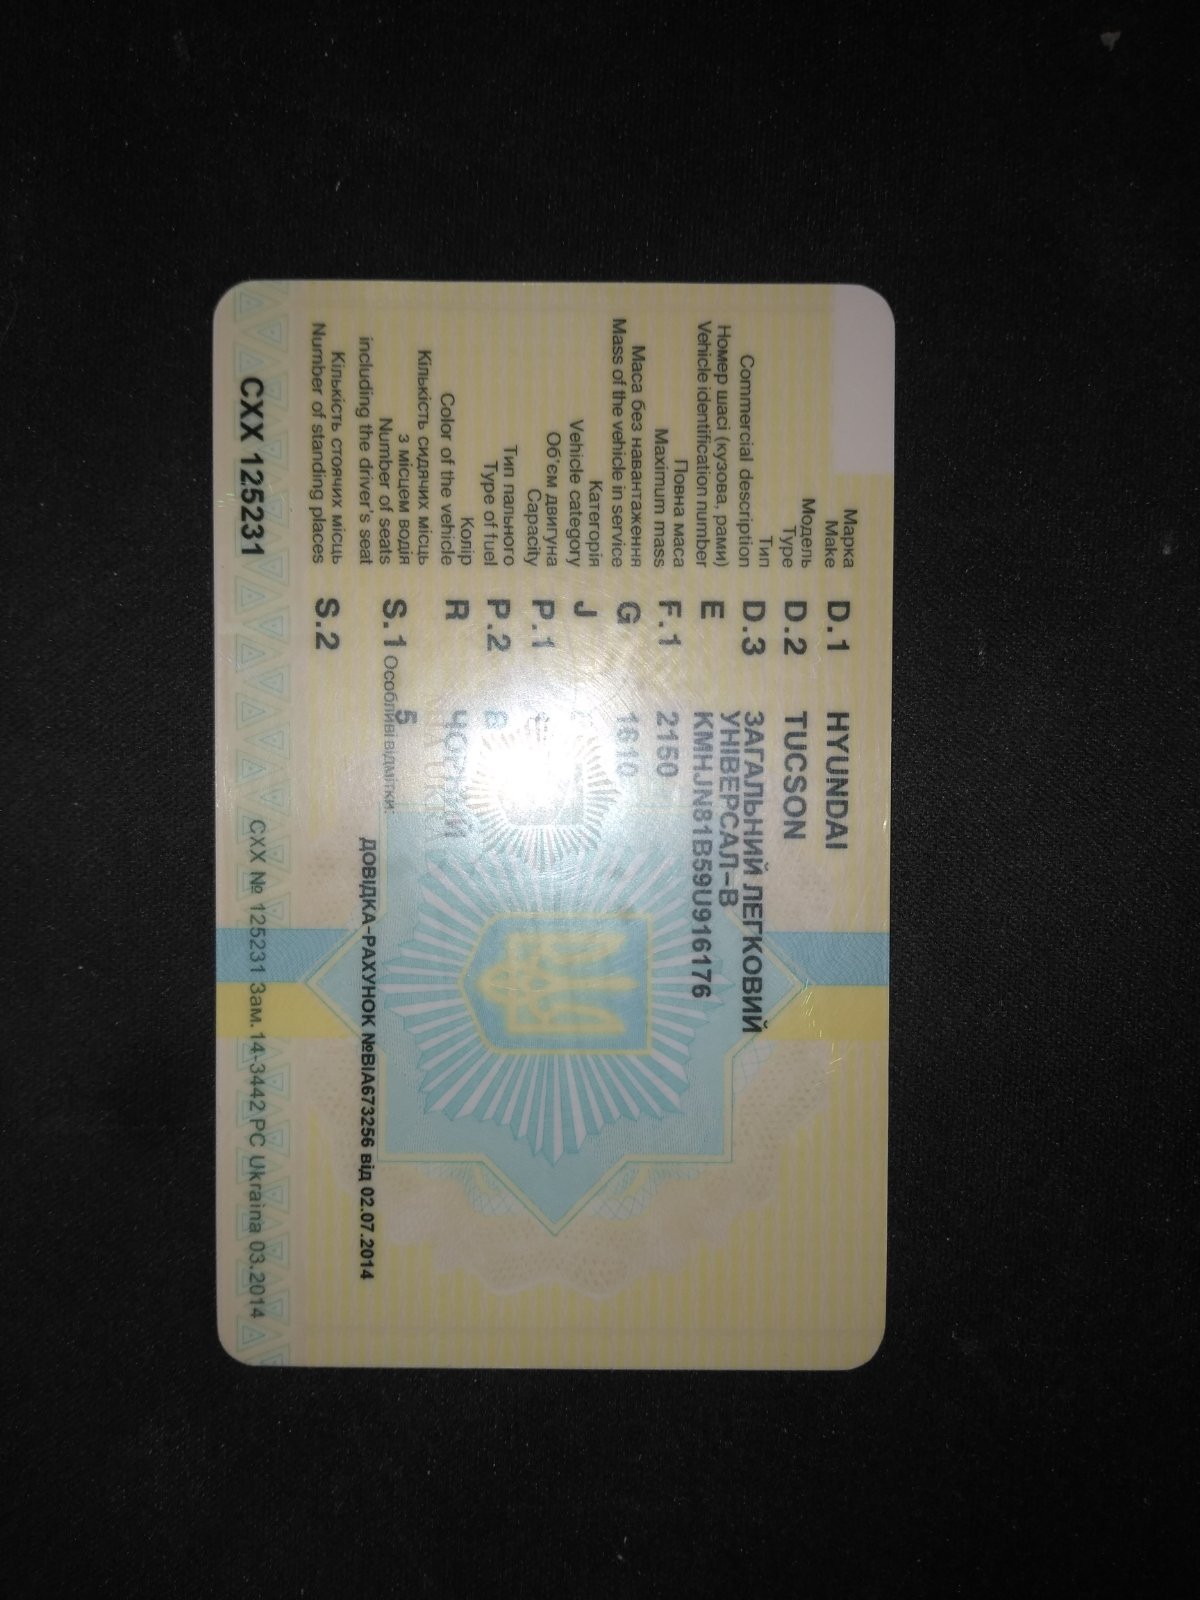 Марка
Make D.1 HYUNDAI
Модель
Type D.2 TUCSON
Тип
Commercial description D.3 ЗАГАЛЬНИЙ ЛЕГКОВИЙ
УНІВЕРСАЛ-В
Номер шасі (кузова, рами)
Vehicle identification number E KMHJN81B59U916176
Повна маса
Maximum mass F.1 2150
Маса без навантаження
Mass of the vehicle in service G 1610
Категорія
Vehicle category J
Об'єм двигуна
Capacity P.1
Тип пального
Type of fuel P.2
Колір
Color of the vehicle R ЧОРНИЙ
Кількість сидячих місць
з місцем водія
Number of seats S.1 5
including the driver's seat
Особливі відмітки:
ДОВІДКА-РАХУНОК №ВІА673256 від 02.07.2014
Кількість стоячих місць
Number of standing places S.2
СХХ 125231
СХХ № 125231 Зам.14-3442 РС Ukraina 03.2014